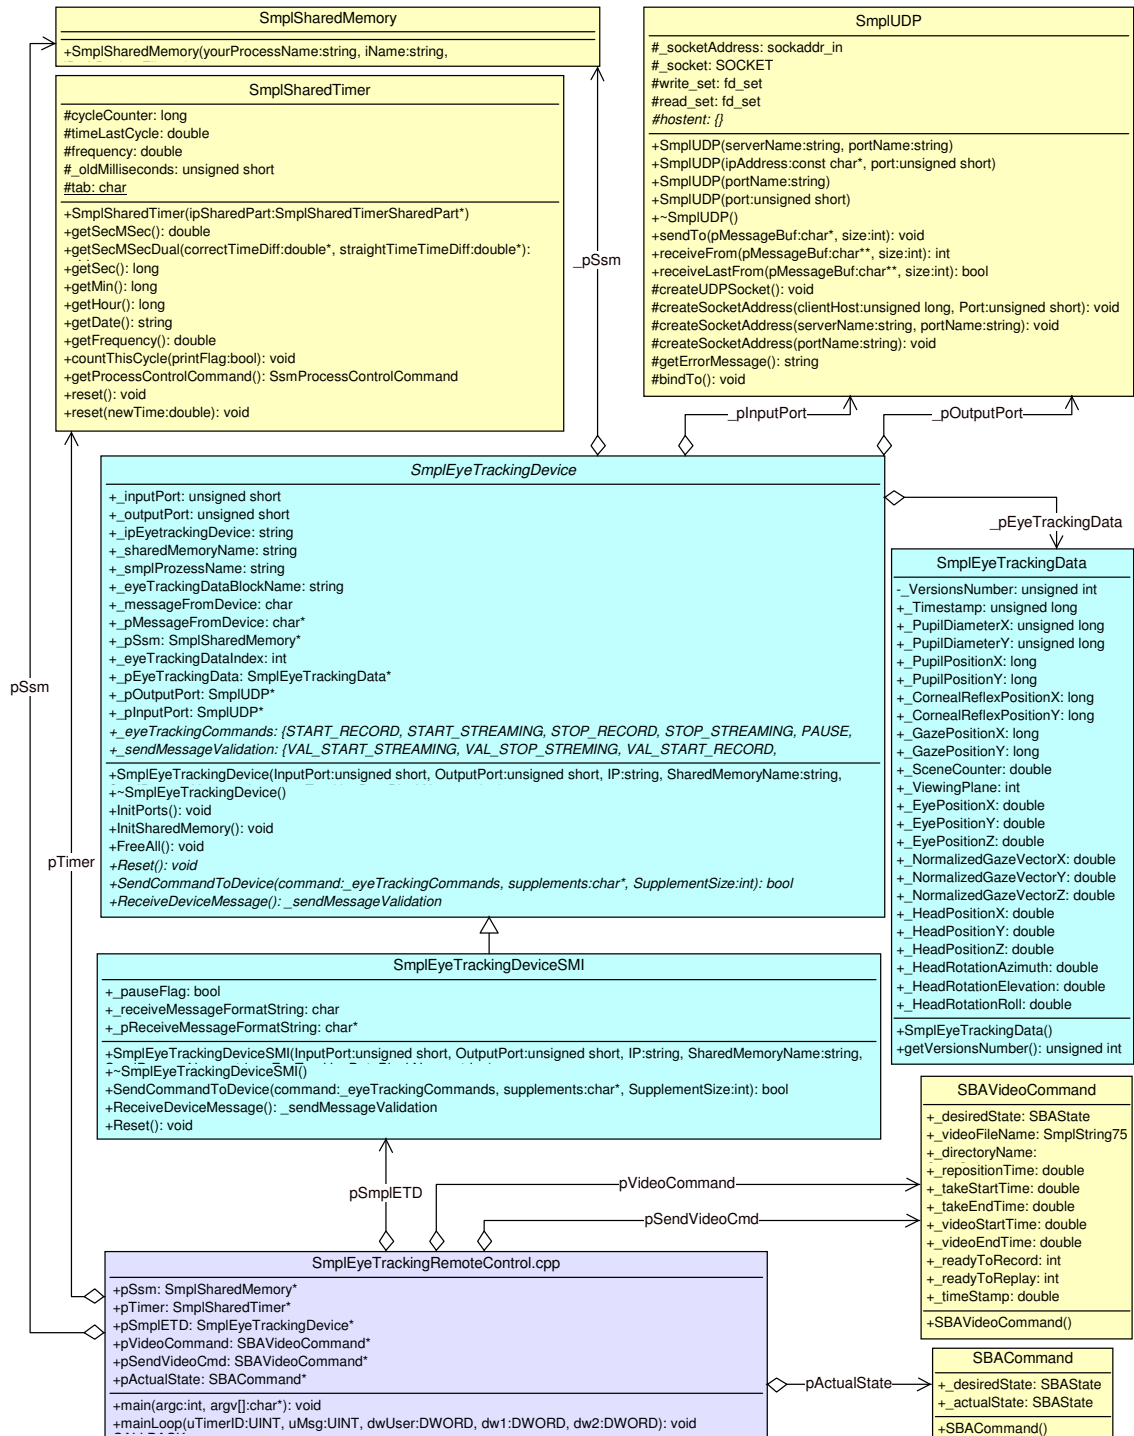 SmplSharedMemory
+SmplSharedMemory(yourProcessName:string, iName:string,
SmplSharedTimer
#cycleCounter: long
#timeLastCycle: double
#frequency: double
#_oldMilliseconds: unsigned short
#tab: char
+SmplSharedTimer(ipSharedPart:SmplSharedTimerSharedPart*)
+getSecMSec(): double
+getSecMSecDual(correctTimeDiff:double*, straightTimeTimeDiff:double*):
+getSec(): long
+getMin(): long
+getHour(): long
+getDate(): string
+getFrequency(): double
+countThisCycle(printFlag:bool): void
+getProcessControlCommand(): SsmProcessControlCommand
+reset(): void
+reset(newTime:double): void
SmplUDP
#_socketAddress: sockaddr_in
#_socket: SOCKET
#write_set: fd_set
#read_set: fd_set
#hostent: {}
+SmplUDP(serverName:string, portName:string)
+SmplUDP(ipAddress:const char*, port:unsigned short)
+SmplUDP(portName:string)
+SmplUDP(port:unsigned short)
+~SmplUDP()
+sendTo(pMessageBuf:char*, size:int): void
+receiveFrom(pMessageBuf:char**, size:int): int
+receiveLastFrom(pMessageBuf:char**, size:int): bool
#createUDPSocket(): void
#createSocketAddress(clientHost:unsigned long, Port:unsigned short): void
#createSocketAddress(serverName:string, portName:string): void
#createSocketAddress(portName:string): void
#getErrorMessage(): string
#bindTo(): void
_pSsm
_pInputPort
_pOutputPort
SmplEyeTrackingDevice
+_inputPort: unsigned short
+_outputPort: unsigned short
+_ipEyetrackingDevice: string
+_sharedMemoryName: string
+_smplProzessName: string
+_eyeTrackingDataBlockName: string
+_messageFromDevice: char
+_pMessageFromDevice: char*
+_pSsm: SmplSharedMemory*
+_eyeTrackingDataIndex: int
+_pEyeTrackingData: SmplEyeTrackingData*
+_pOutputPort: SmplUDP*
+_pInputPort: SmplUDP*
+_eyeTrackingCommands: {START_RECORD, START_STREAMING, STOP_RECORD, STOP_STREAMING, PAUSE,
+_sendMessageValidation: {VAL_START_STREAMING, VAL_STOP_STREMING, VAL_START_RECORD,
+SmplEyeTrackingDevice(InputPort:unsigned short, OutputPort:unsigned short, IP:string, SharedMemoryName:string,
+~SmplEyeTrackingDevice()
+InitPorts(): void
+InitSharedMemory(): void
+FreeAll(): void
+Reset(): void
+SendCommandToDevice(command:_eyeTrackingCommands, supplements:char*, SupplementSize:int): bool
+ReceiveDeviceMessage(): _sendMessageValidation
_pEyeTrackingData
SmplEyeTrackingData
-_VersionsNumber: unsigned int
+_Timestamp: unsigned long
+_PupilDiameterX: unsigned long
+_PupilDiameterY: unsigned long
+_PupilPositionX: long
+_PupilPositionY: long
+_CornealReflexPositionX: long
+_CornealReflexPositionY: long
+_GazePositionX: long
+_GazePositionY: long
+_SceneCounter: double
+_ViewingPlane: int
+_EyePositionX: double
+_EyePositionY: double
+_EyePositionZ: double
+_NormalizedGazeVectorX: double
+_NormalizedGazeVectorY: double
+_NormalizedGazeVectorZ: double
+_HeadPositionX: double
+_HeadPositionY: double
+_HeadPositionZ: double
+_HeadRotationAzimuth: double
+_HeadRotationElevation: double
+_HeadRotationRoll: double
+SmplEyeTrackingData()
+getVersionsNumber(): unsigned int
pSsm
pTimer
SmplEyeTrackingDeviceSMI
+_pauseFlag: bool
+_receiveMessageFormatString: char
+_pReceiveMessageFormatString: char*
+SmplEyeTrackingDeviceSMI(InputPort:unsigned short, OutputPort:unsigned short, IP:string, SharedMemoryName:string,
+~SmplEyeTrackingDeviceSMI()
+SendCommandToDevice(command:_eyeTrackingCommands, supplements:char*, SupplementSize:int): bool
+ReceiveDeviceMessage(): _sendMessageValidation
+Reset(): void
pSmplETD
pVideoCommand
pSendVideoCmd
SBAVideoCommand
+_desiredState: SBAState
+_videoFileName: SmplString75
+_directoryName:
+_repositionTime: double
+_takeStartTime: double
+_takeEndTime: double
+_videoStartTime: double
+_videoEndTime: double
+_readyToRecord: int
+_readyToReplay: int
+_timeStamp: double
+SBAVideoCommand()
SmplEyeTrackingRemoteControl.cpp
+pSsm: SmplSharedMemory*
+pTimer: SmplSharedTimer*
+pSmplETD: SmplEyeTrackingDevice*
+pVideoCommand: SBAVideoCommand*
+pSendVideoCmd: SBAVideoCommand*
+pActualState: SBACommand*
+main(argc:int, argv[]:char*): void
+mainLoop(uTimerID:UINT, uMsg:UINT, dwUser:DWORD, dw1:DWORD, dw2:DWORD): void
pActualState
SBACommand
+_desiredState: SBAState
+_actualState: SBAState
+SBACommand()